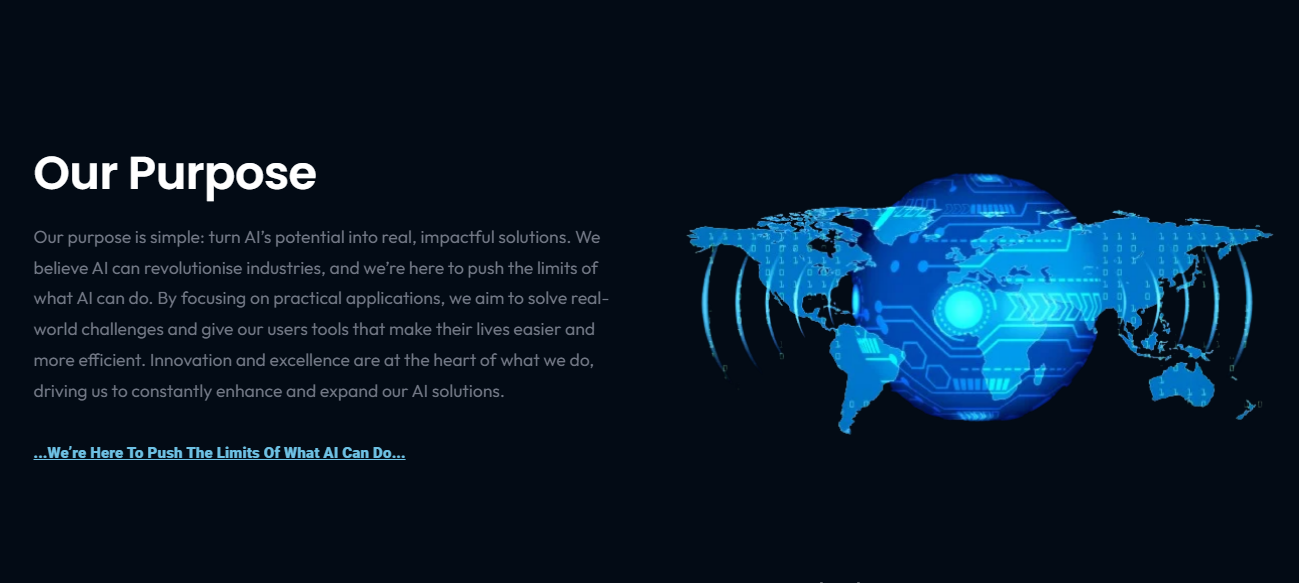 Our Purpose
Our purpose is simple: turn AI's potential into real, impactful solutions. We
believe AI can revolutionise industries, and we're here to push the limits of
what AI can do. By focusing on practical applications, we aim to solve real-
world challenges and give our users tools that make their lives easier and
more efficient. Innovation and excellence are at the heart of what we do,
driving us to constantly enhance and expand our AI solutions.
...We're Here To Push The Limits Of What AI Can Do...